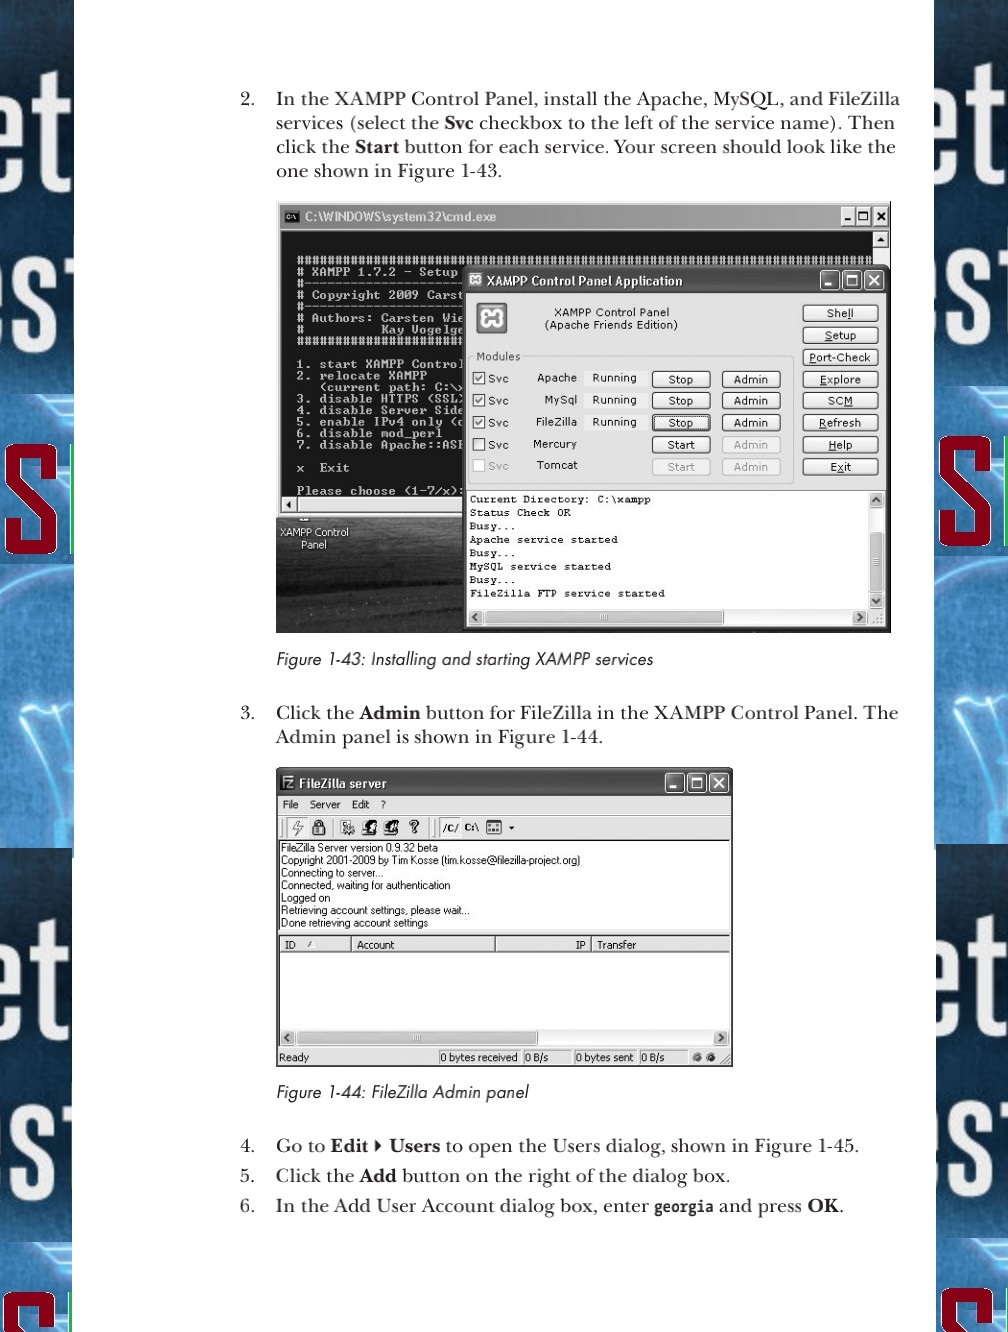 2. In the XAMPP Control Panel, install the Apache, MySQL, and FileZilla
services (select the Svc checkbox to the left of the service name). Then
click the Start button for each service. Your screen should look like the
one shown in Figure 1-43.
C:\WINDOWS\system32\cmd.exe
# XAMPP 1.7.2 - Setup
# Copyright 2009 Carst
# Authors: Carsten Wie
# Kay Vogelge
1. start XAMPP Control
2. relocate XAMPP
(current path: C:\
3. disable HTTPS (SSL)
4. disable Server Side
5. enable IPv4 only (c
6. disable mod_perl
7. disable Apache::ASP
x Exit
Please choose (1-7/x):
XAMPP Control
Panel
XAMPP Control Panel Application
XAMPP Control Panel
(Apache Friends Edition)
Shell
Setup
Port-Check
Explore
SCM
Refresh
Help
Exit
Modules
Svc Apache Running Stop Admin
Svc MySql Running Stop Admin
Svc FileZilla Running Stop Admin
Svc Mercury Start Admin
Svc Tomcat Start Admin
Current Directory: C:\xampp
Status Check OK
Busy...
Apache service started
Busy...
MySQL service started
Busy...
FileZilla FTP service started
Figure 1-43: Installing and starting XAMPP services
3. Click the Admin button for FileZilla in the XAMPP Control Panel. The
Admin panel is shown in Figure 1-44.
FileZilla server
File Server Edit ?
/C/ C:\
FileZilla Server version 0.9.32 beta
Copyright 2001-2009 by Tim Kosse (tim.kosse@filezilla-project.org)
Connecting to server...
Connected, waiting for authentication
Logged on
Retrieving account settings, please wait...
Done retrieving account settings
ID / Account IP Transfer
Ready 0 bytes received 0 B/s 0 bytes sent 0 B/s
Figure 1-44: FileZilla Admin panel
4. Go to Edit ▸ Users to open the Users dialog, shown in Figure 1-45.
5. Click the Add button on the right of the dialog box.
6. In the Add User Account dialog box, enter georgia and press OK.